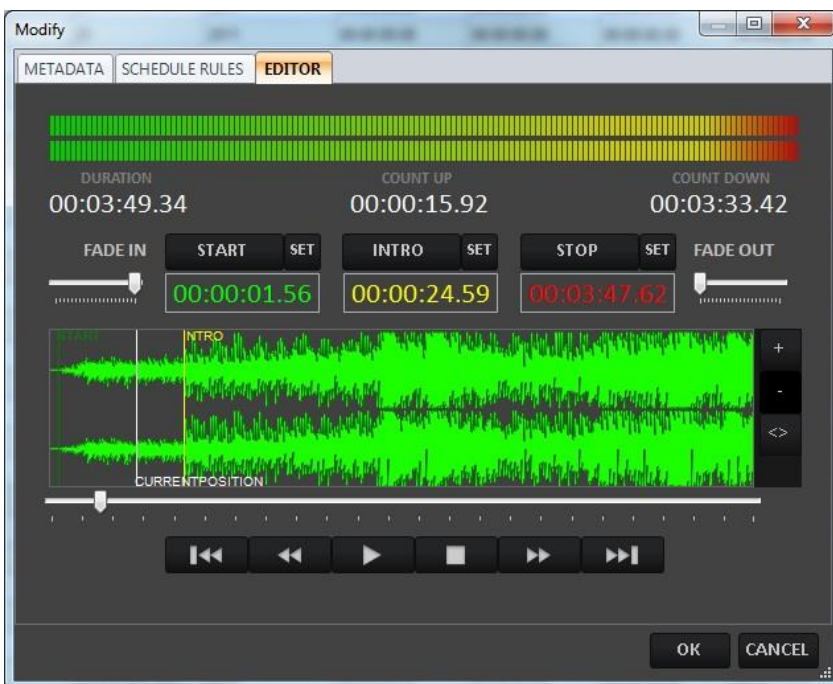 Modify
METADATA SCHEDULE RULES EDITOR
DURATION COUNT UP COUNT DOWN
00:03:49.34 00:00:15.92 00:03:33.42
FADE IN START SET INTRO SET STOP SET FADE OUT
00:00:01.56 00:00:24.59 00:03:47.62
START INTRO
+
-
<>
CURRENTPOSITION
OK CANCEL